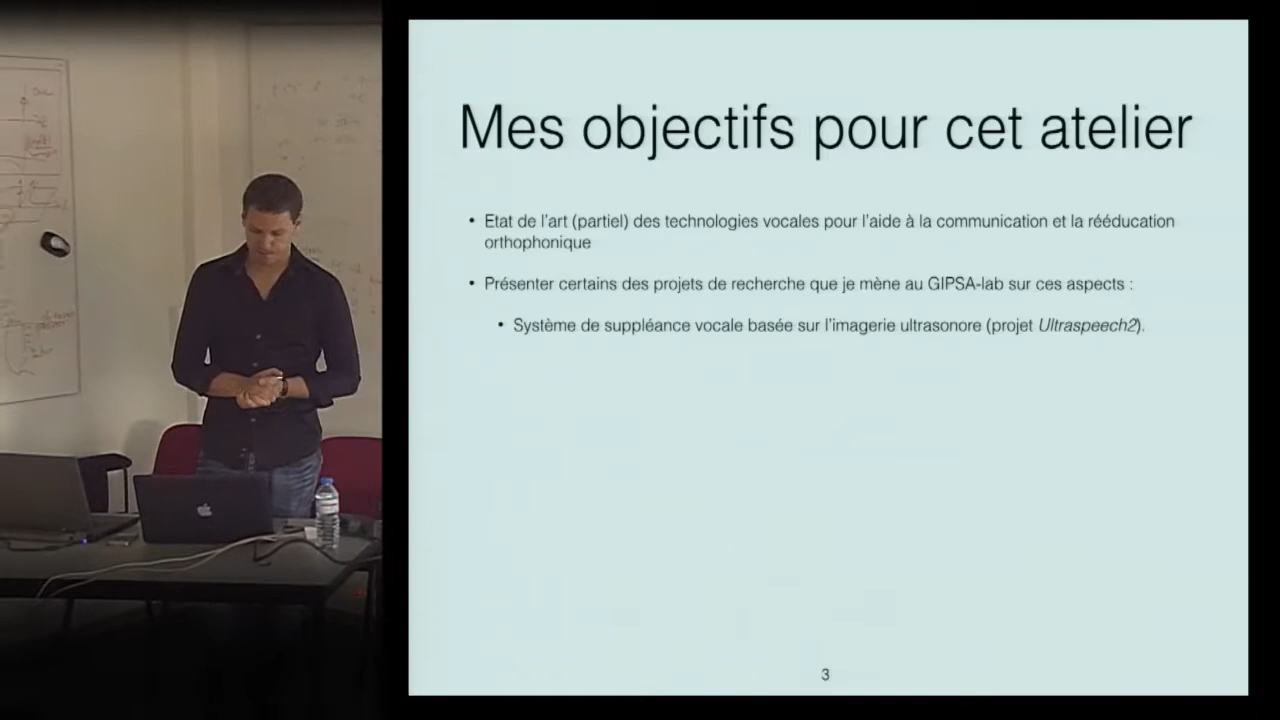 Mes objectifs pour cet atelier
• Etat de l'art (partiel) des technologies vocales pour l'aide à la communication et la rééducation
orthophonique
• Présenter certains des projets de recherche que je mène au GIPSA-lab sur ces aspects :
• Système de suppléance vocale basée sur l'imagerie ultrasonore (projet Ultraspeech2).
3